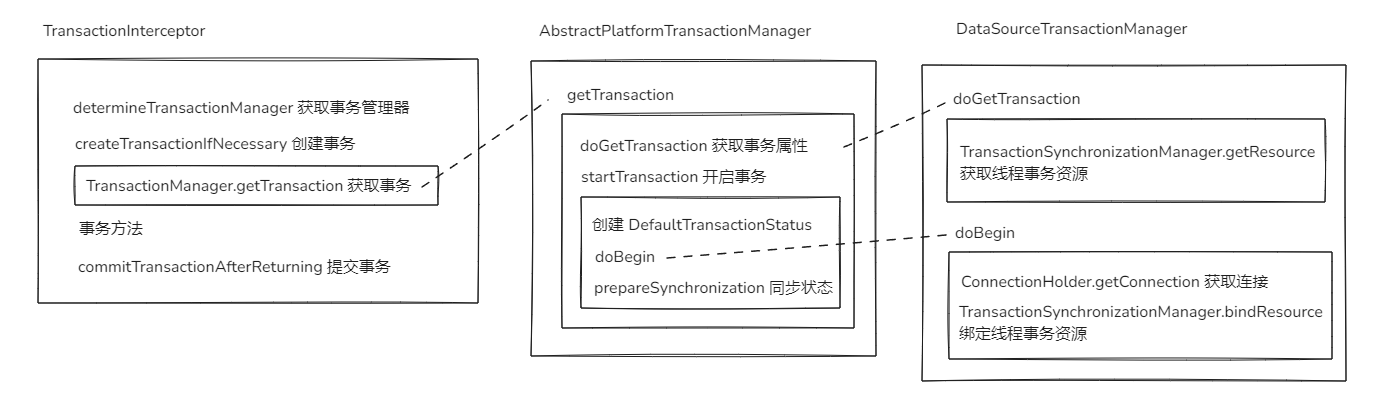 TransactionInterceptor
determineTransactionManager 获取事务管理器
createTransactionIfNecessary 创建事务
TransactionManager.getTransaction 获取事务
事务方法
commitTransactionAfterReturning 提交事务
AbstractPlatformTransactionManager
getTransaction
doGetTransaction 获取事务属性
startTransaction 开启事务
创建 DefaultTransactionStatus
doBegin
prepareSynchronization 同步状态
DataSourceTransactionManager
doGetTransaction
TransactionSynchronizationManager.getResource
获取线程事务资源
doBegin
ConnectionHolder.getConnection 获取连接
TransactionSynchronizationManager.bindResource
绑定线程事务资源